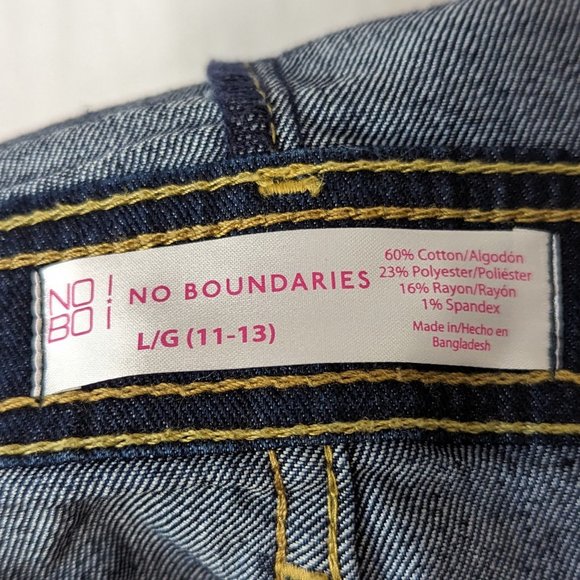 NO!
BO¡
NO BOUNDARIES
L/G (11-13)
60% Cotton/Algodón
23% Polyester/Poliéster
16% Rayon/Rayón
1% Spandex
Made in/Hecho en
Bangladesh